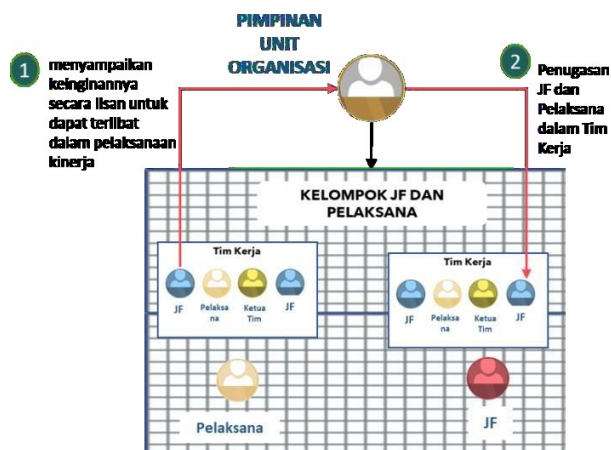 PIMPINAN
UNIT
ORGANISASI
1
menyampaikan
keinginannya
secara lisan untuk
dapat terlibat
dalam pelaksanaan
kinerja
2
Penugasan
JF dan
Pelaksana
dalam Tim
Kerja
KELOMPOK JF DAN
PELAKSANA
Tim Kerja
JF
Pelaksa
na
Ketua
Tim
JF
Tim Kerja
JF
Pelaksa
na
Ketua
Tim
JF
Pelaksana
JF